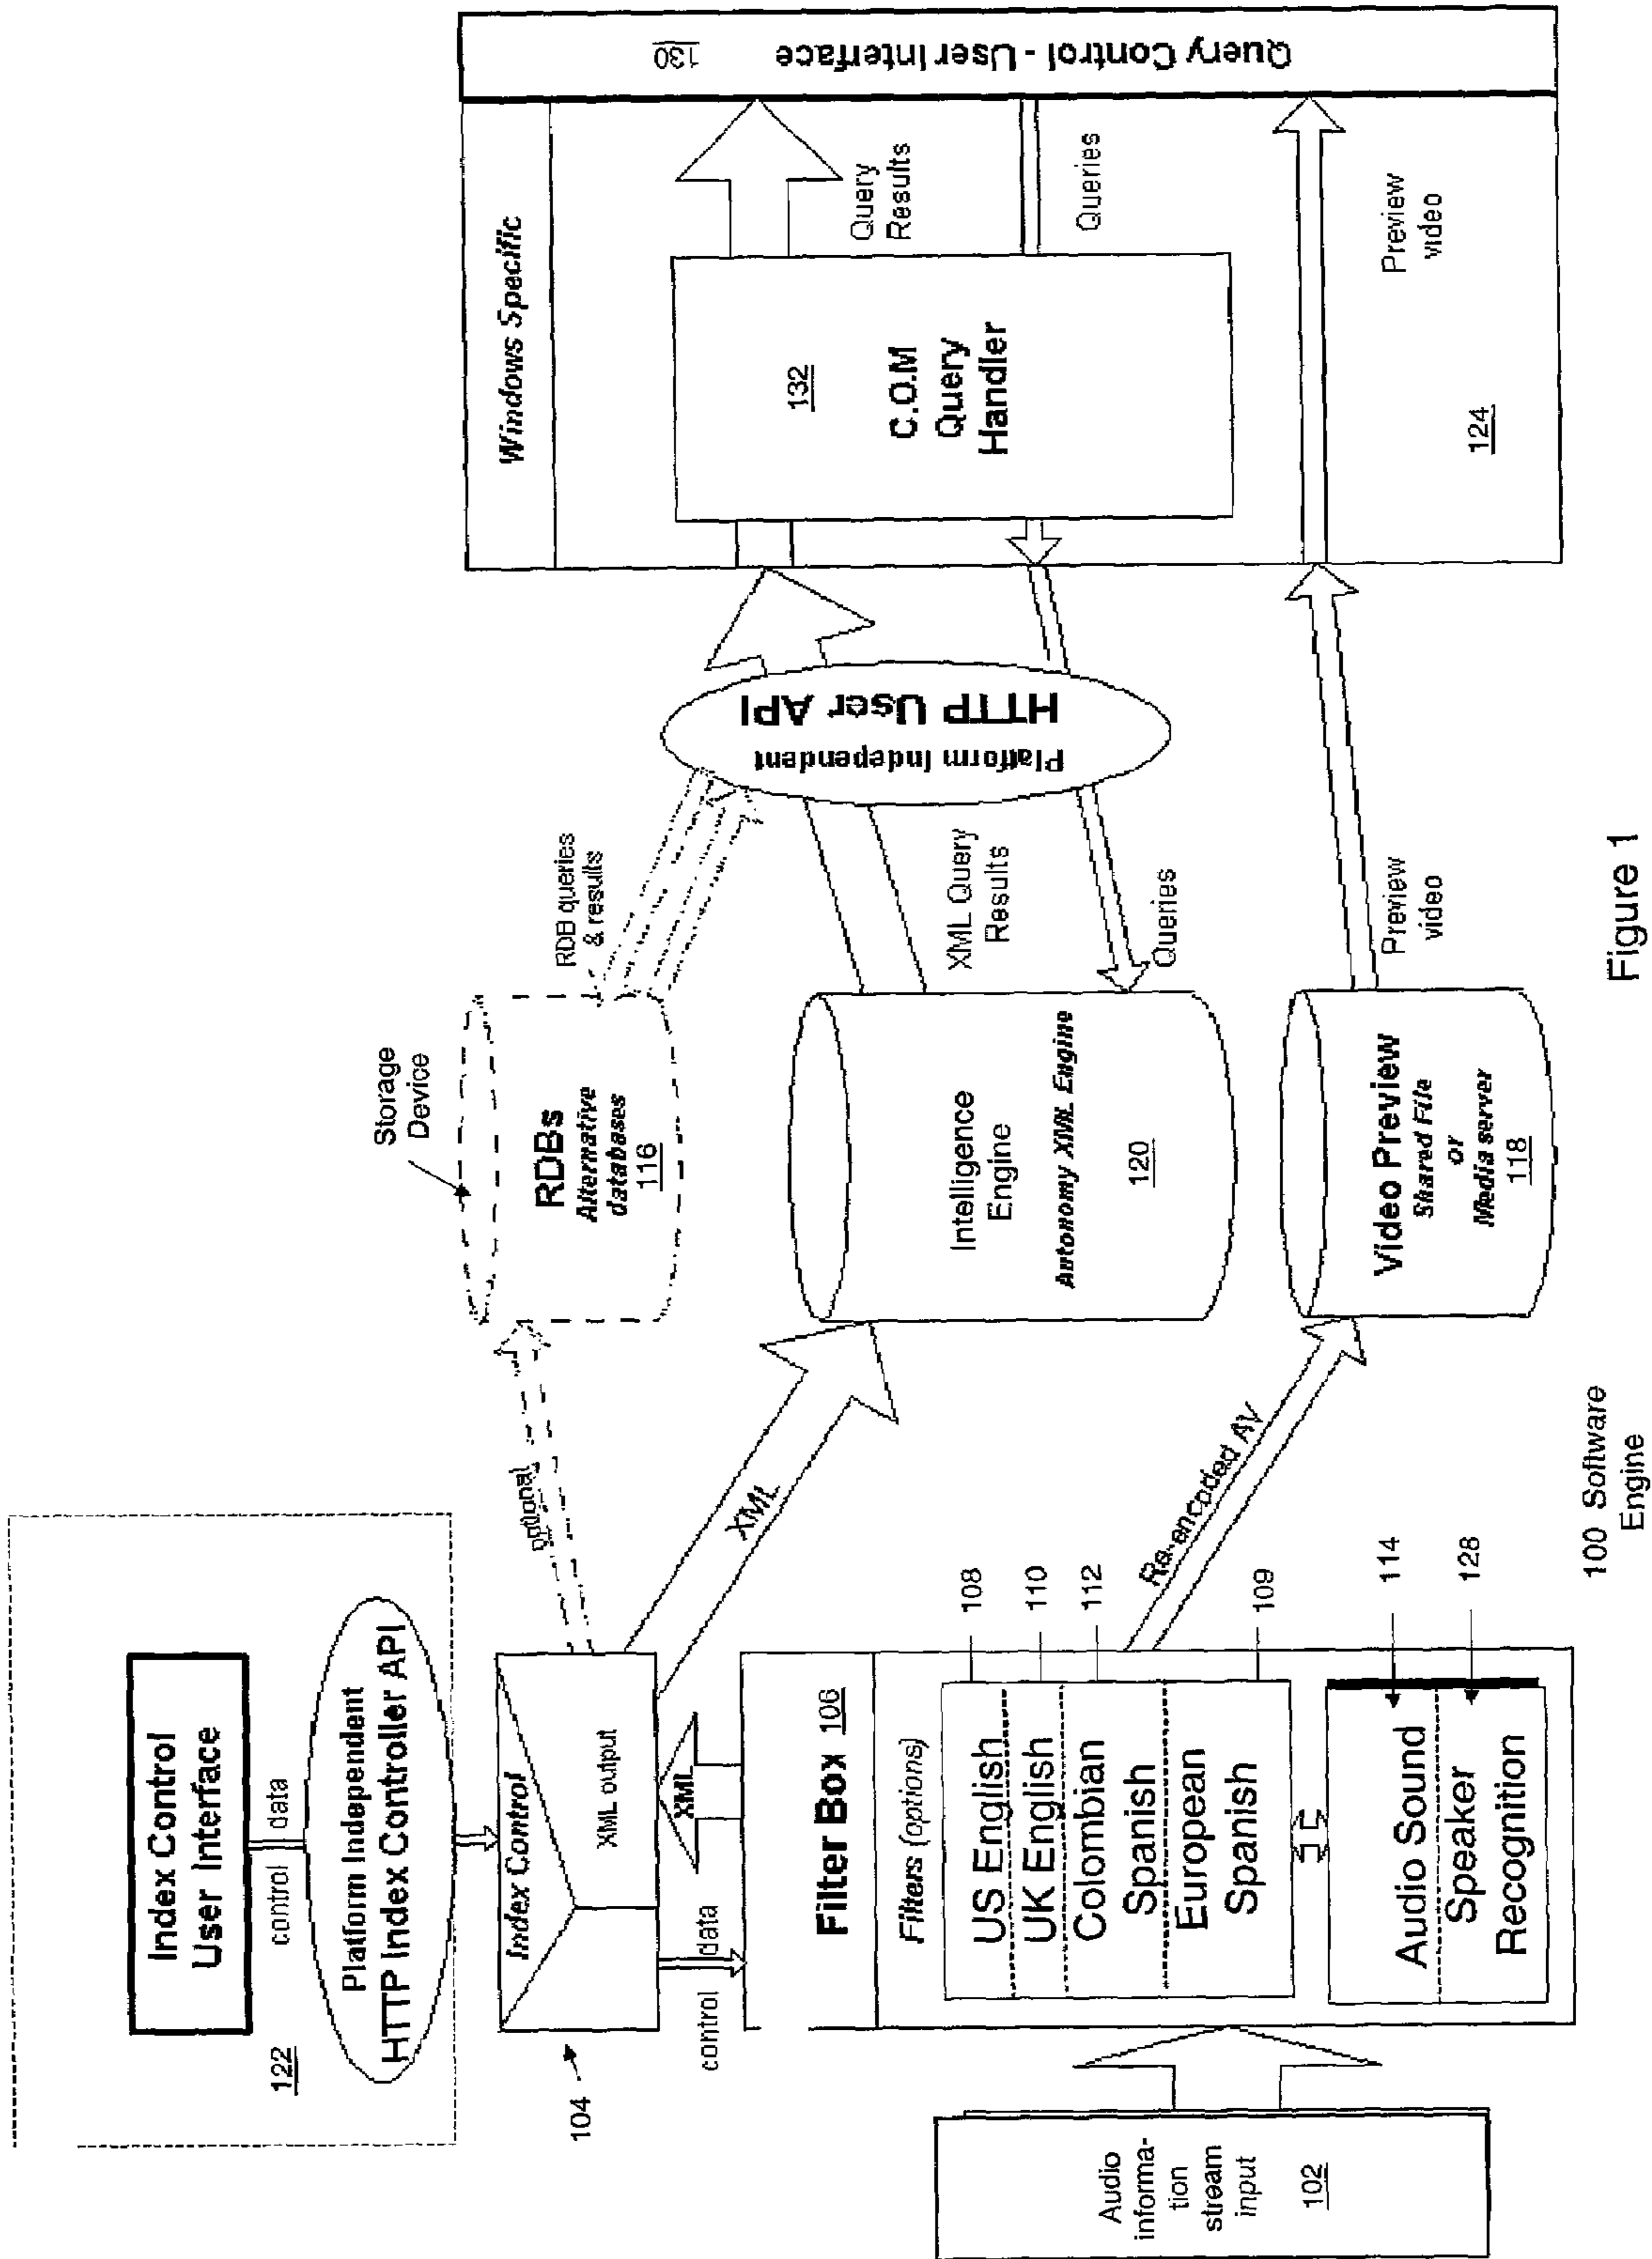 Index Control
User Interface
control
data
Platform Independent
HTTP Index Controller API
122
104
Index Control
XML output
control
data
XML
Filter Box 106
Filters (options)
US English
UK English
Colombian
Spanish
European
Spanish
Audio Sound
Speaker
Recognition
108
110
112
109
114
128
Audio
informa-
tion
stream
input
102
100 Software
Engine
optional
XML
Re-encoded AV
Storage
Device
RDBs
Alternative
databases
116
Intelligence
Engine
Autonomy XML Engine
120
Video Preview
Shared File
or
Media server
118
RDB queries
& results
XML Query
Results
Queries
Preview
video
Platform Independent
HTTP User API
Windows Specific
132
C.O.M
Query
Handler
Query
Results
Queries
Preview
video
124
Query Control - User Interface
130
Figure 1